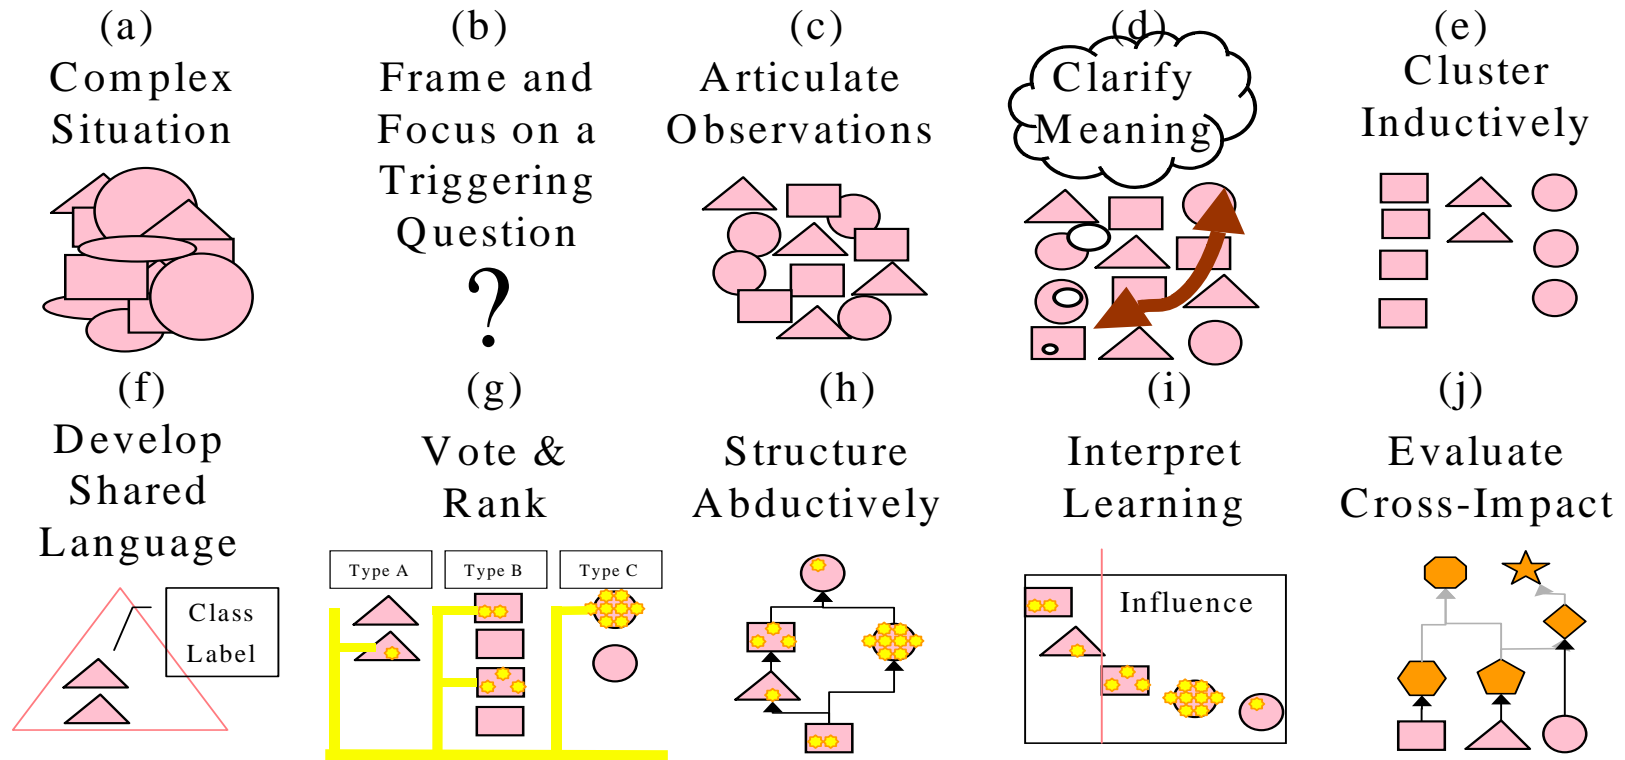 (a)
Complex
Situation
(b)
Frame and
Focus on a
Triggering
Question
?
(c)
Articulate
Observations
(d)
Clarify
Meaning
(e)
Cluster
Inductively
(f)
Develop
Shared
Language
Class
Label
(g)
Vote &
Rank
Type A
Type B
Type C
(h)
Structure
Abductively
(i)
Interpret
Learning
Influence
(j)
Evaluate
Cross-Impact